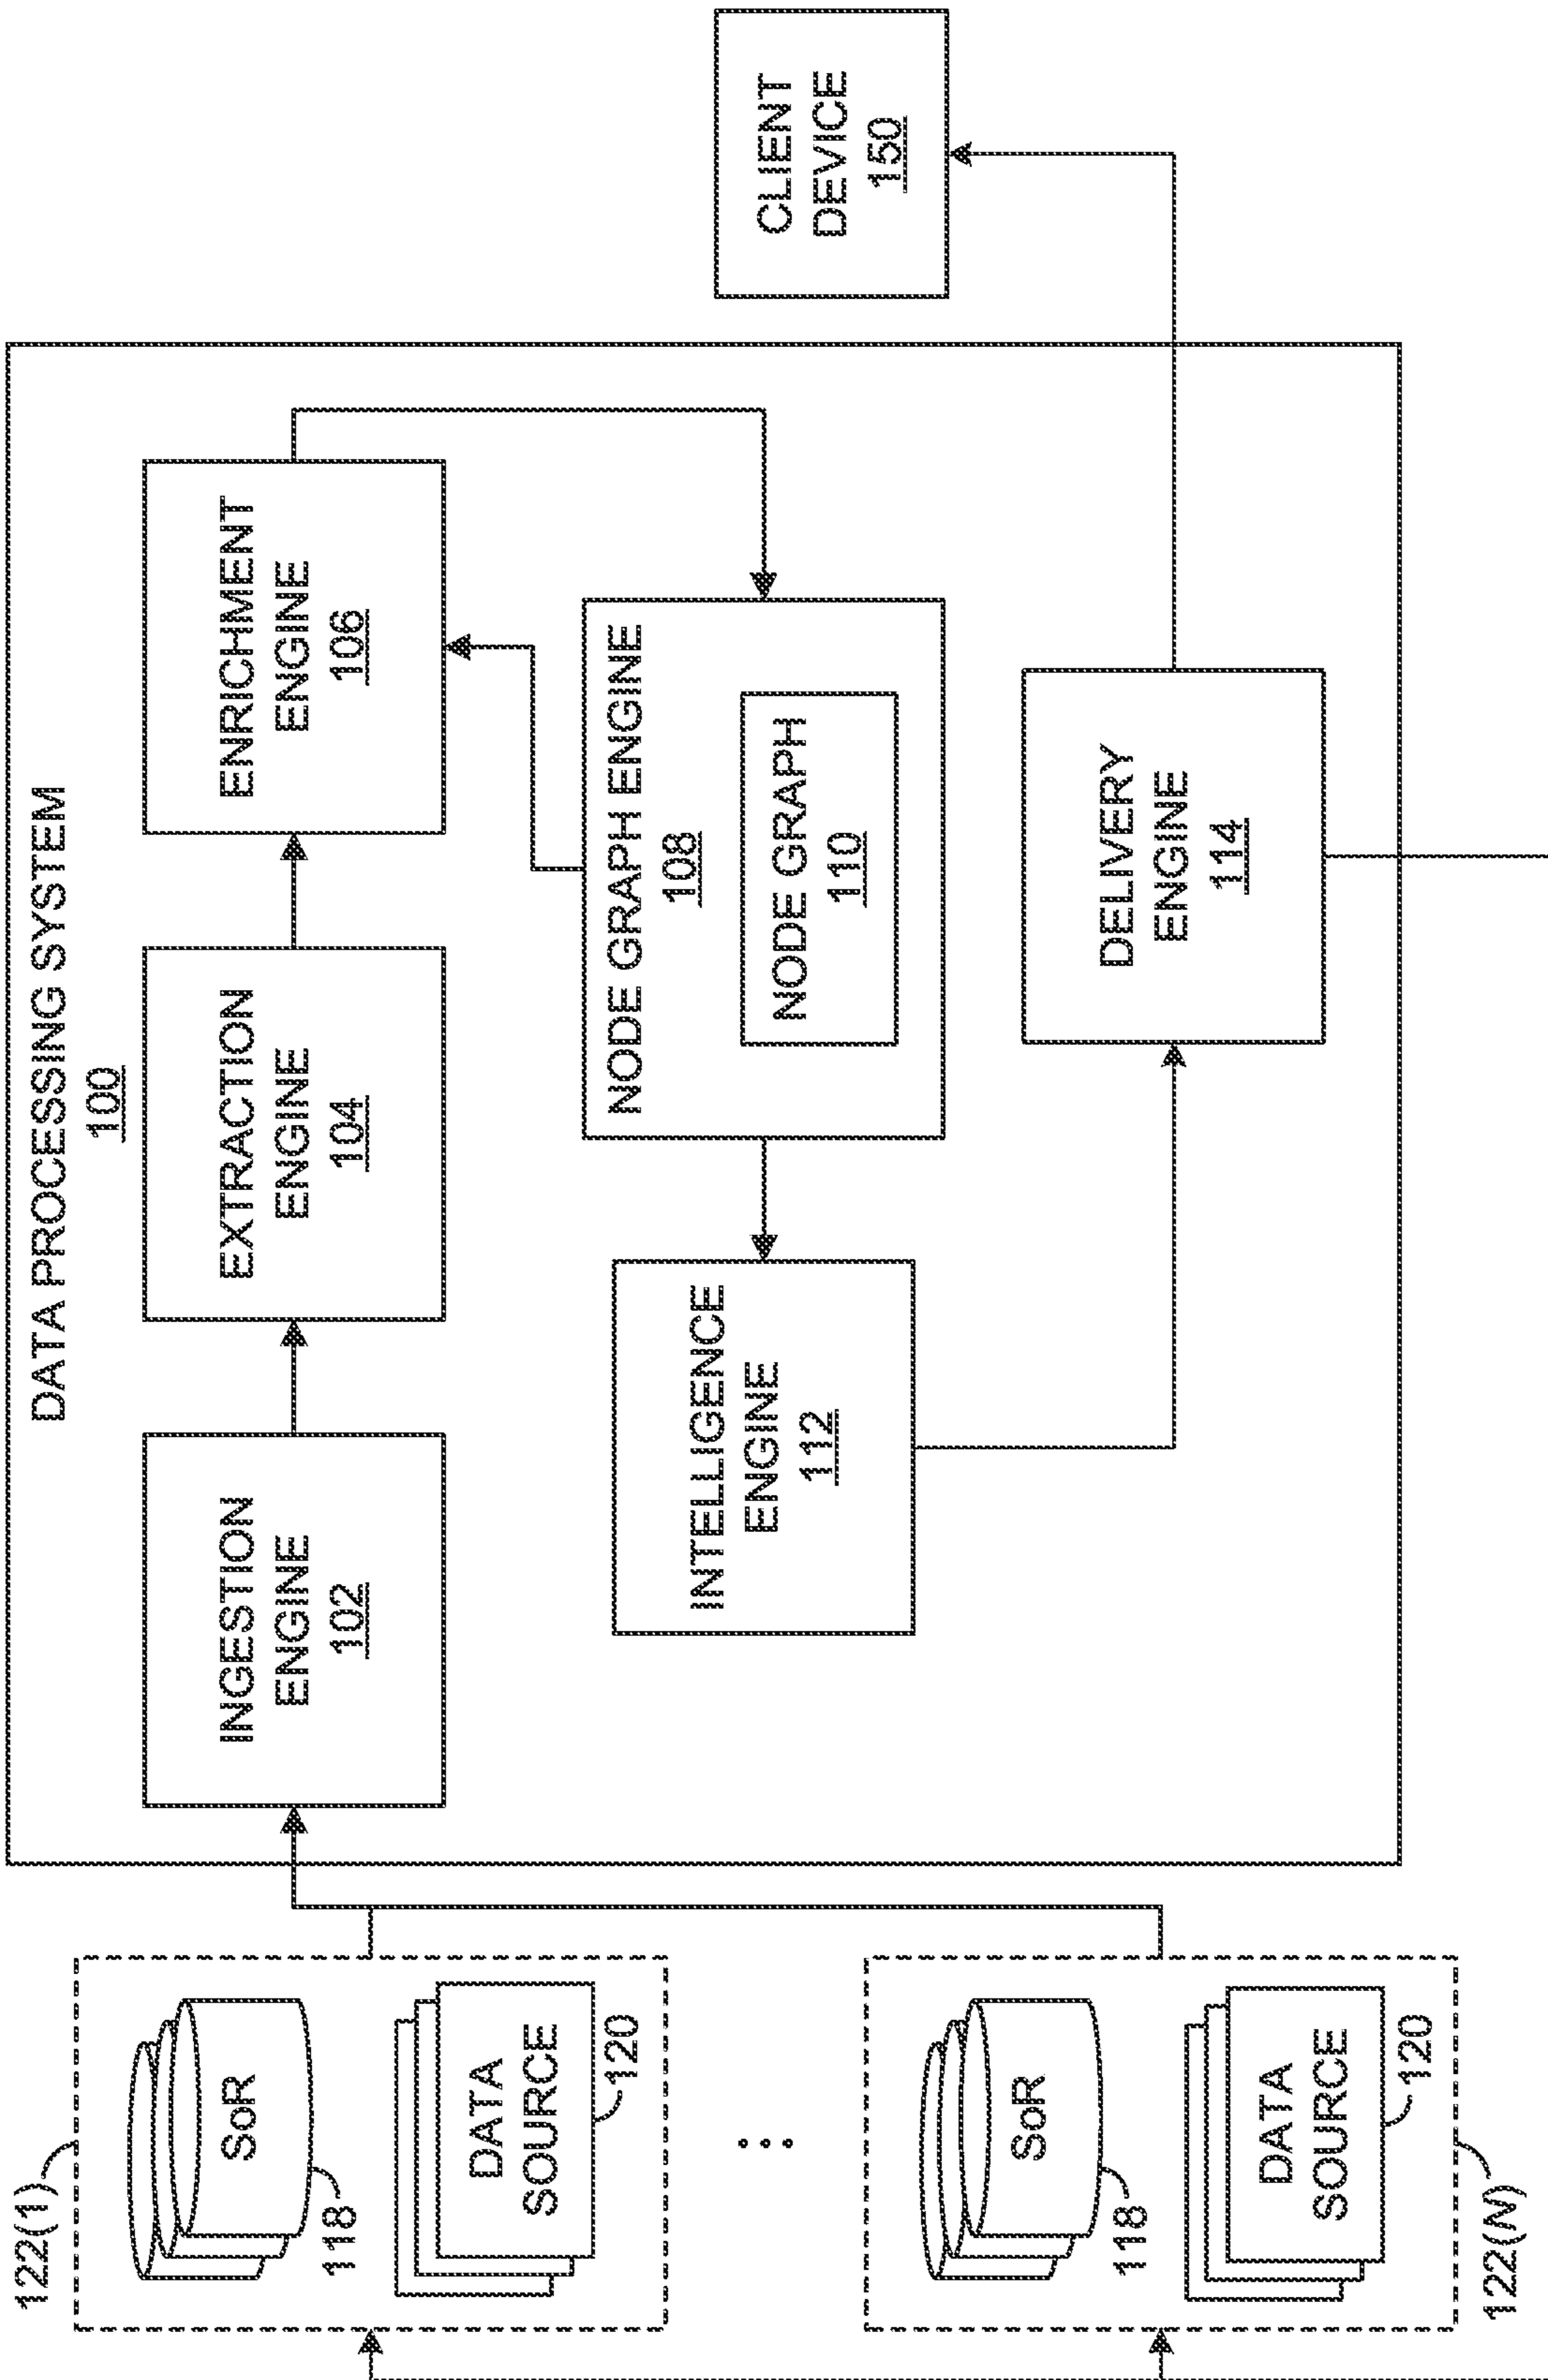 122(1)
SoR
118
DATA
SOURCE
120
...
SoR
118
DATA
SOURCE
120
122(N)
DATA PROCESSING SYSTEM
100
INGESTION
ENGINE
102
EXTRACTION
ENGINE
104
ENRICHMENT
ENGINE
106
INTELLIGENCE
ENGINE
112
NODE GRAPH ENGINE
108
NODE GRAPH
110
DELIVERY
ENGINE
114
CLIENT
DEVICE
150